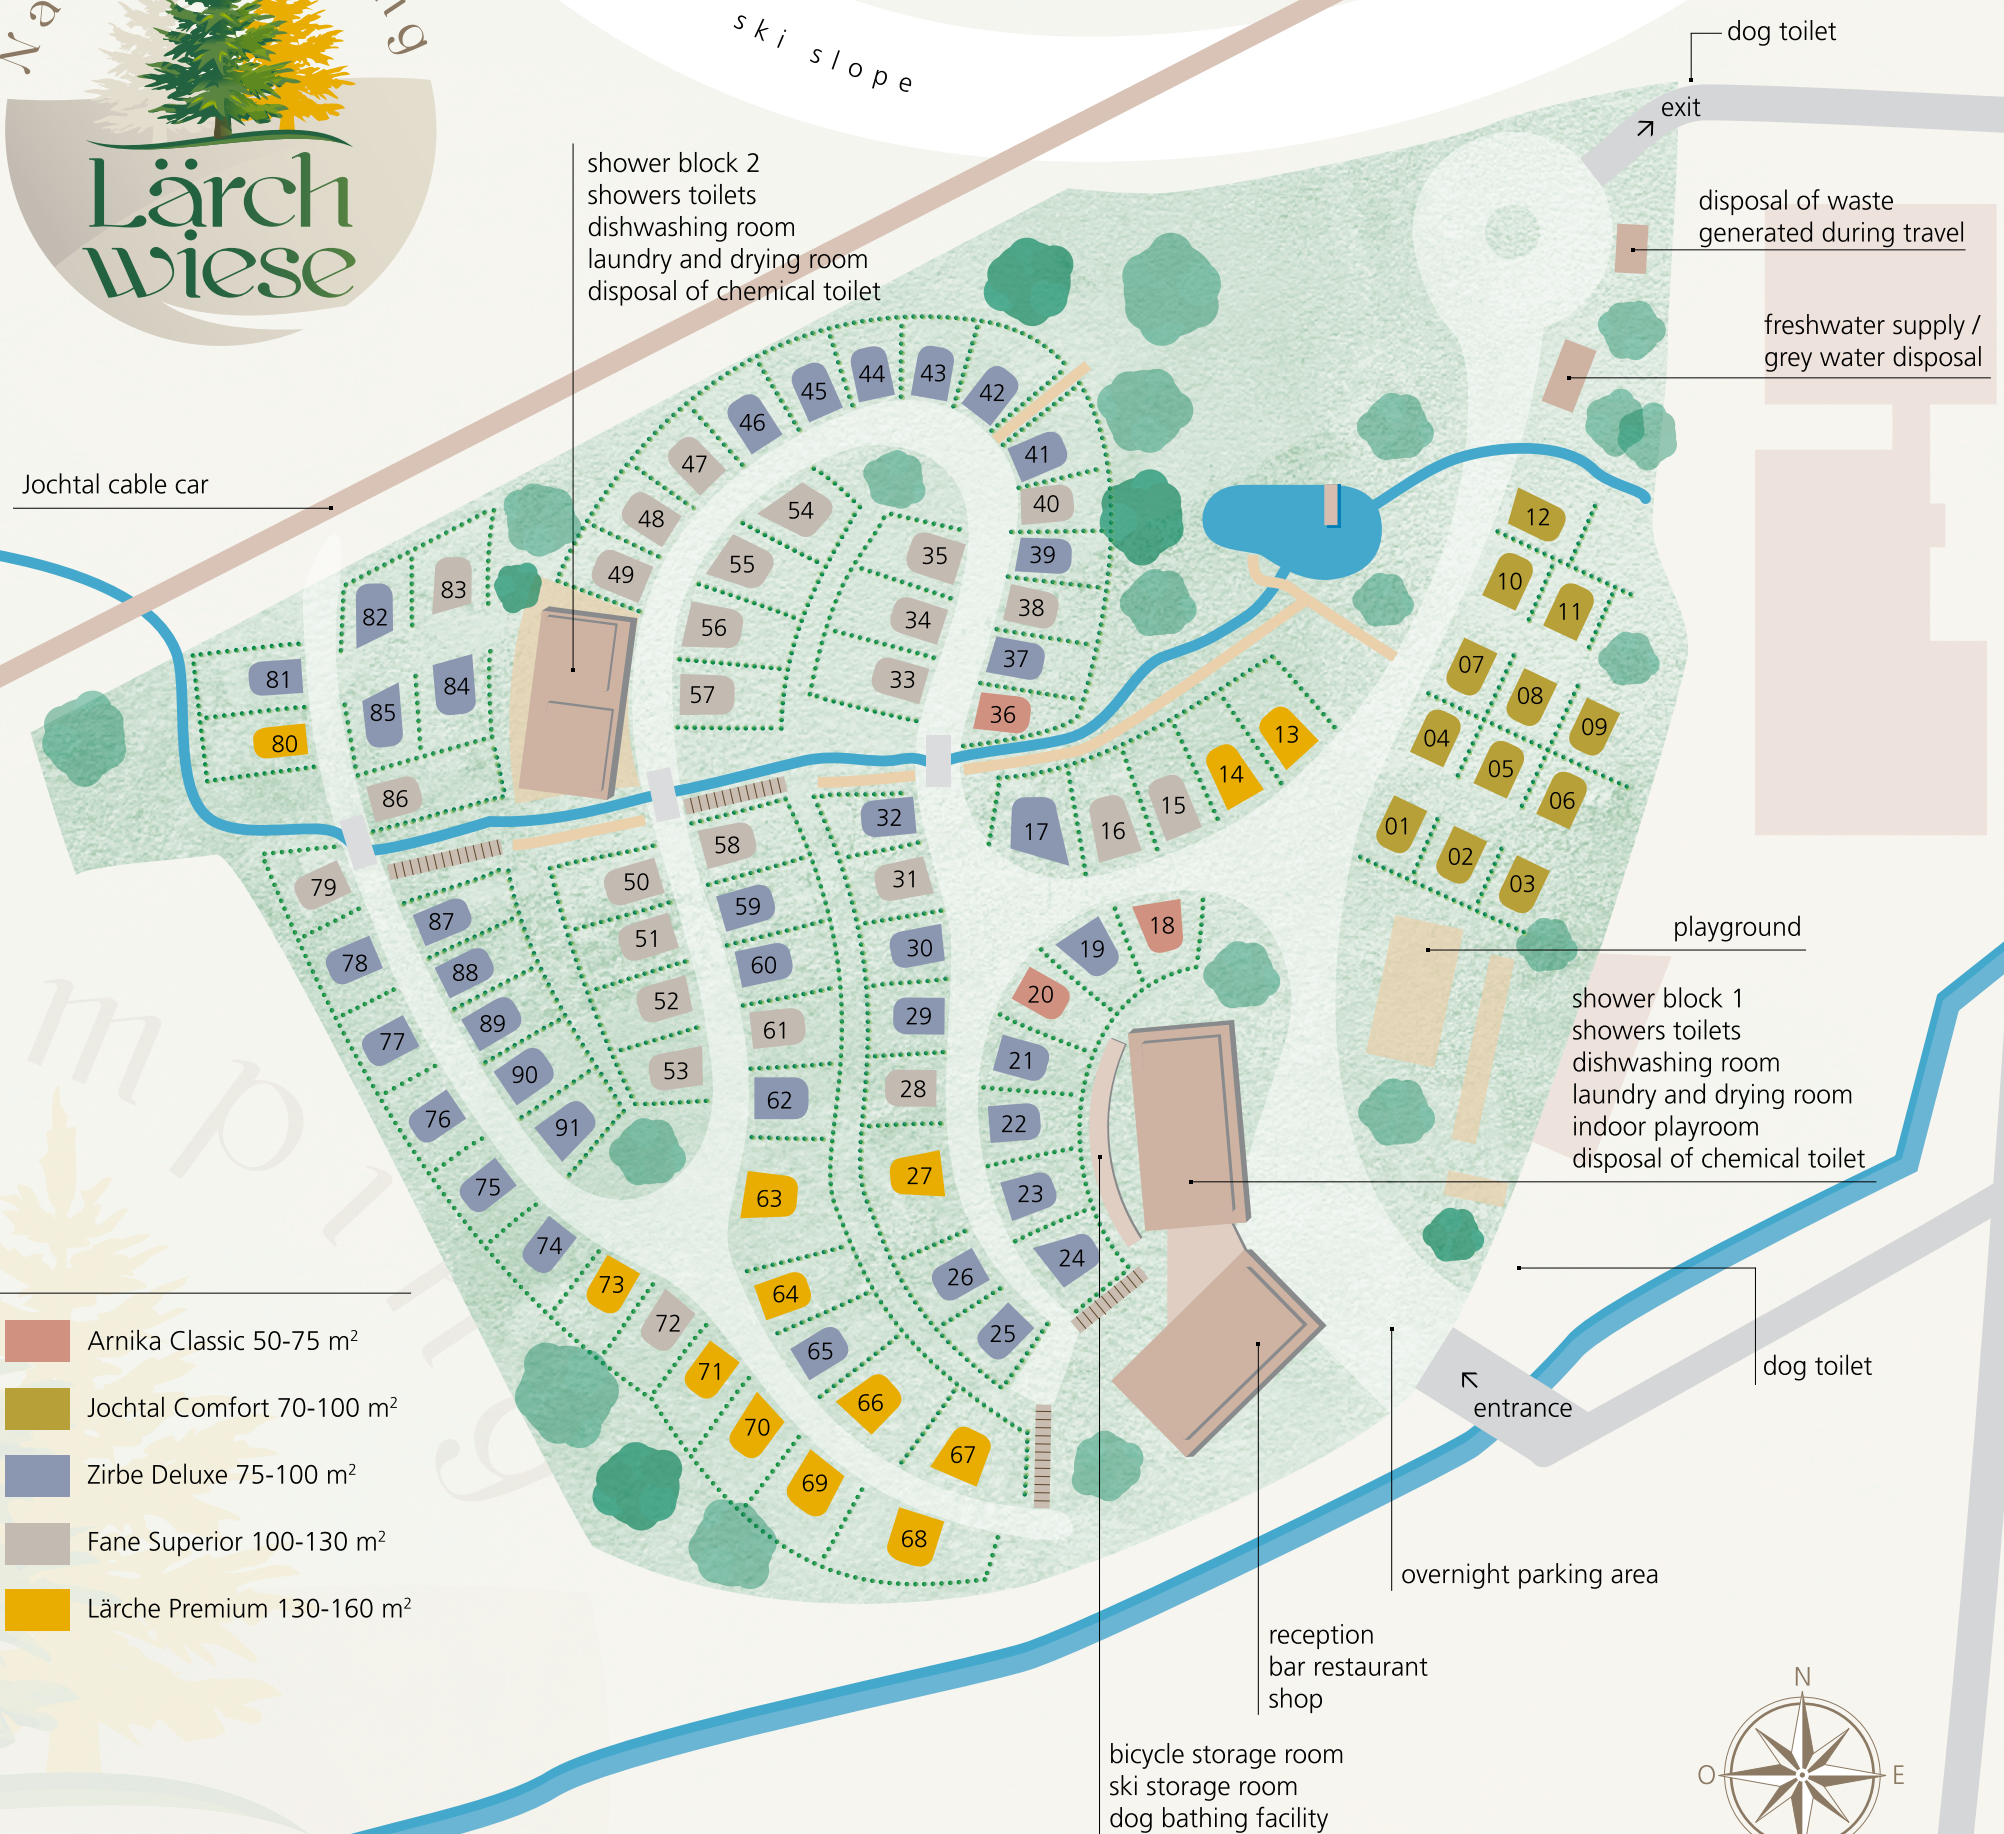 ski slope
dog toilet
exit
Lärch
wiese
shower block 2
showers toilets
dishwashing room
laundry and drying room
disposal of chemical toilet
disposal of waste
generated during travel
freshwater supply /
grey water disposal
Jochtal cable car
43
44
45
42
46
41
47
40
54
12
48
39
35
55
49
10
83
38
11
82
34
56
37
07
81
33
84
57
08
85
36
09
13
04
80
14
05
86
06
15
32
01
17
16
58
02
31
50
79
03
59
87
18
playground
51
30
19
78
60
88
20
52
shower block 1
29
89
61
showers toilets
77
21
dishwashing room
53
90
28
laundry and drying room
62
76
22
91
indoor playroom
disposal of chemical toilet
27
75
23
63
74
24
26
73
64
72
25
65
71
66
70
67
69
68
Arnika Classic 50-75 m²
Jochtal Comfort 70-100 m²
Zirbe Deluxe 75-100 m²
Fane Superior 100-130 m²
Lärche Premium 130-160 m²
dog toilet
entrance
overnight parking area
reception
bar restaurant
shop
bicycle storage room
ski storage room
dog bathing facility
N
O
E